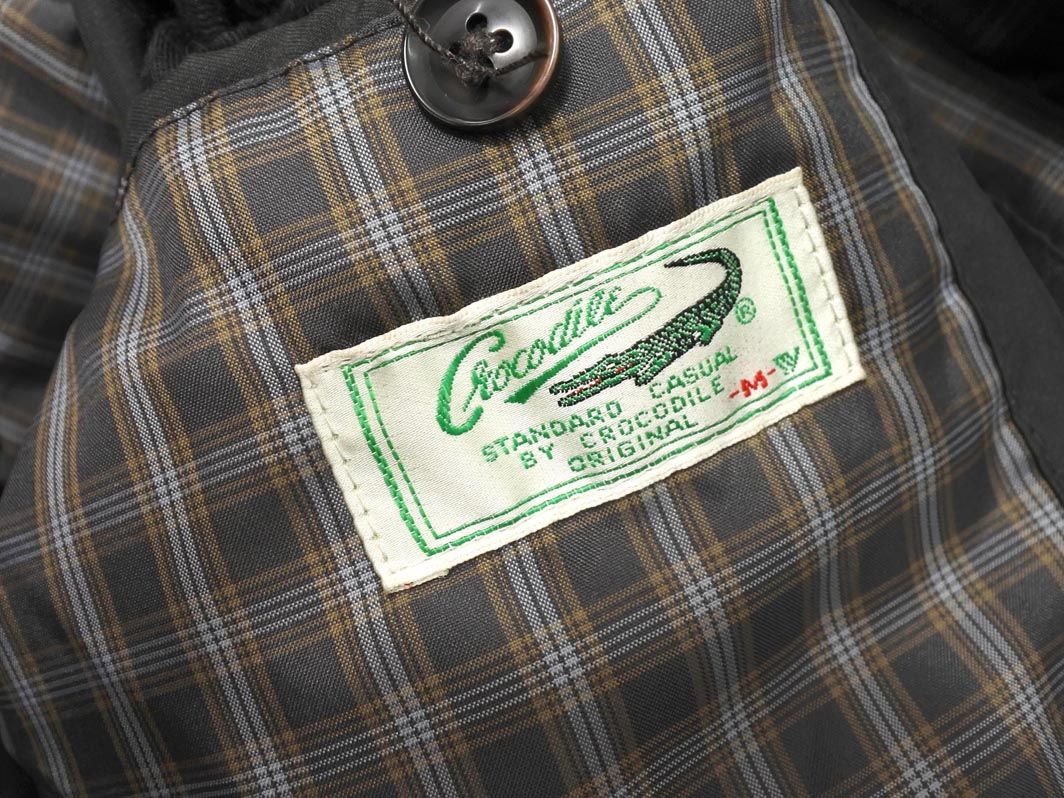 Crocodile ®
STANDARD CASUAL
BY CROCODILE -M- W
ORIGINAL